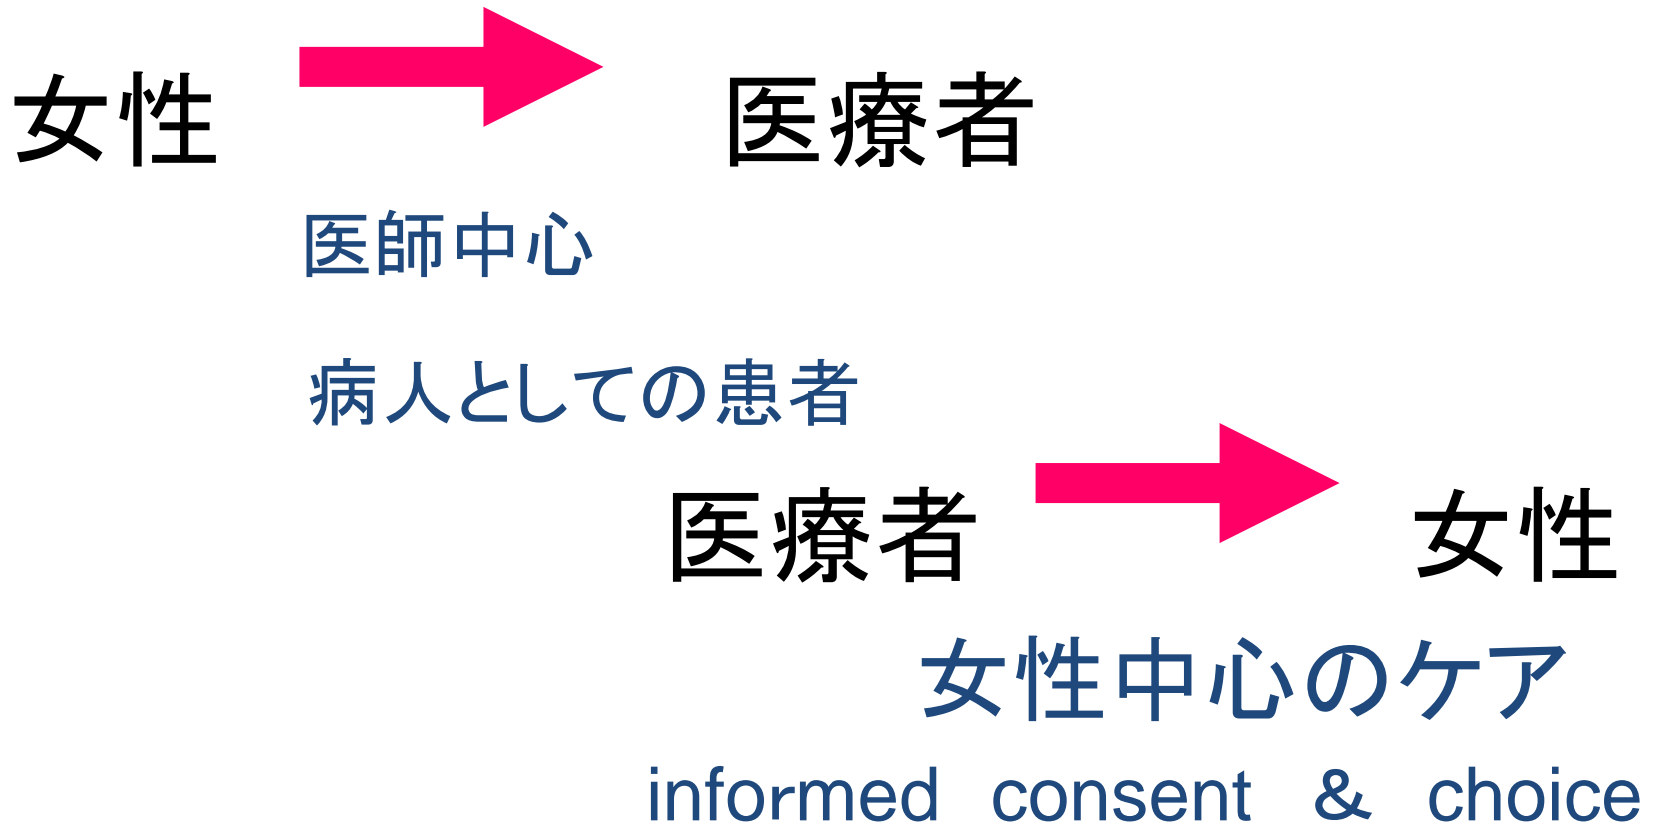 女性 医療者
医師中心
病人としての患者
医療者 女性
女性中心のケア
informed consent & choice